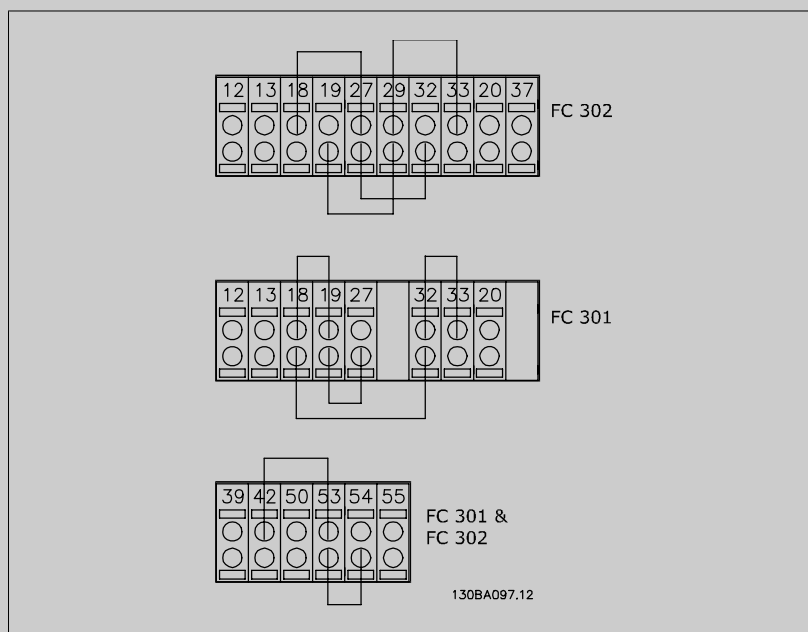 12 13 18 19 27 29 32 33 20 37
FC 302
12 13 18 19 27 32 33 20
FC 301
39 42 50 53 54 55
FC 301 &
FC 302
130BA097.12